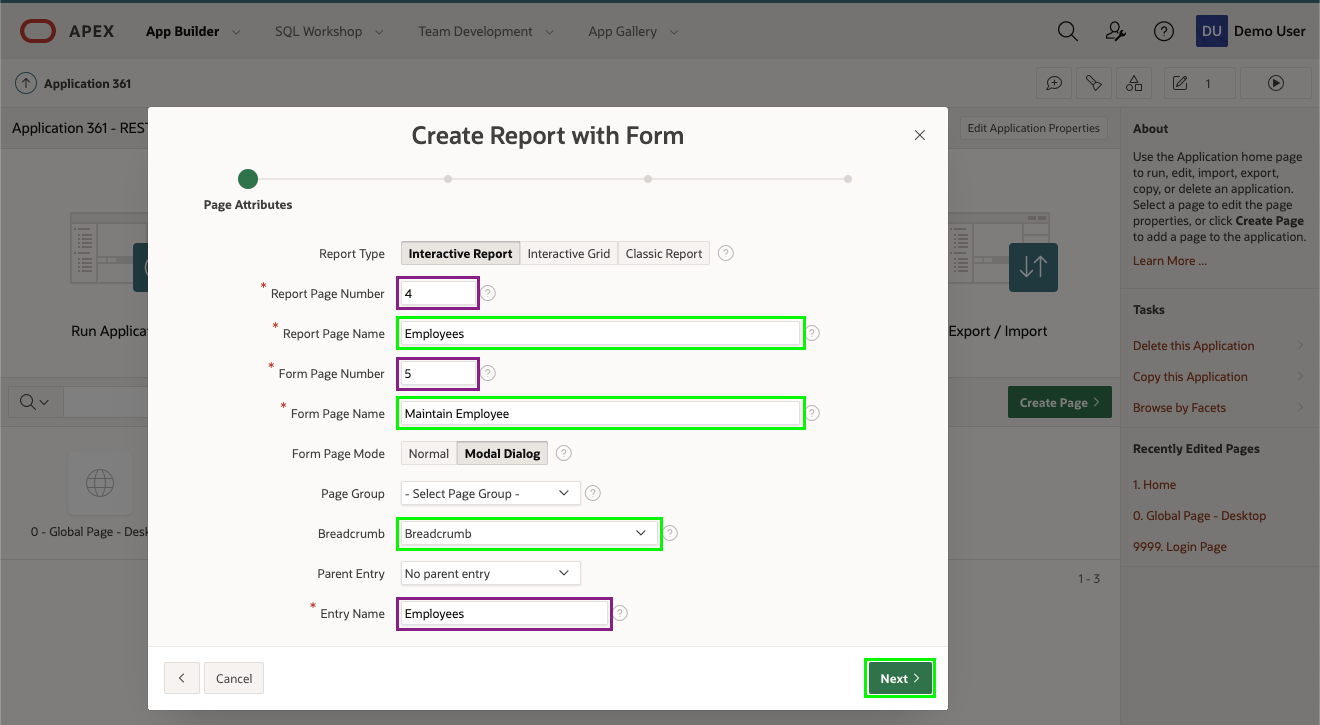 APEX App Builder SQL Workshop Team Development App Gallery DU Demo User
Application 361
1
Application 361 - REST
Edit Application Properties
Create Report with Form
Page Attributes
Report Type Interactive Report Interactive Grid Classic Report ?
* Report Page Number 4 ?
* Report Page Name Employees ?
* Form Page Number 5 ?
* Form Page Name Maintain Employee ?
Form Page Mode Normal Modal Dialog ?
Page Group - Select Page Group - ?
Breadcrumb Breadcrumb ?
Parent Entry No parent entry
* Entry Name Employees ?
Cancel
Next
Run Applica
Export / Import
Create Page
0 - Global Page - Desk
1 - 3
About
Use the Application home page
to run, edit, import, export,
copy, or delete an application.
Select a page to edit the page
properties, or click Create Page
to add a page to the application.
Learn More ...
Tasks
Delete this Application
Copy this Application
Browse by Facets
Recently Edited Pages
1. Home
0. Global Page - Desktop
9999. Login Page